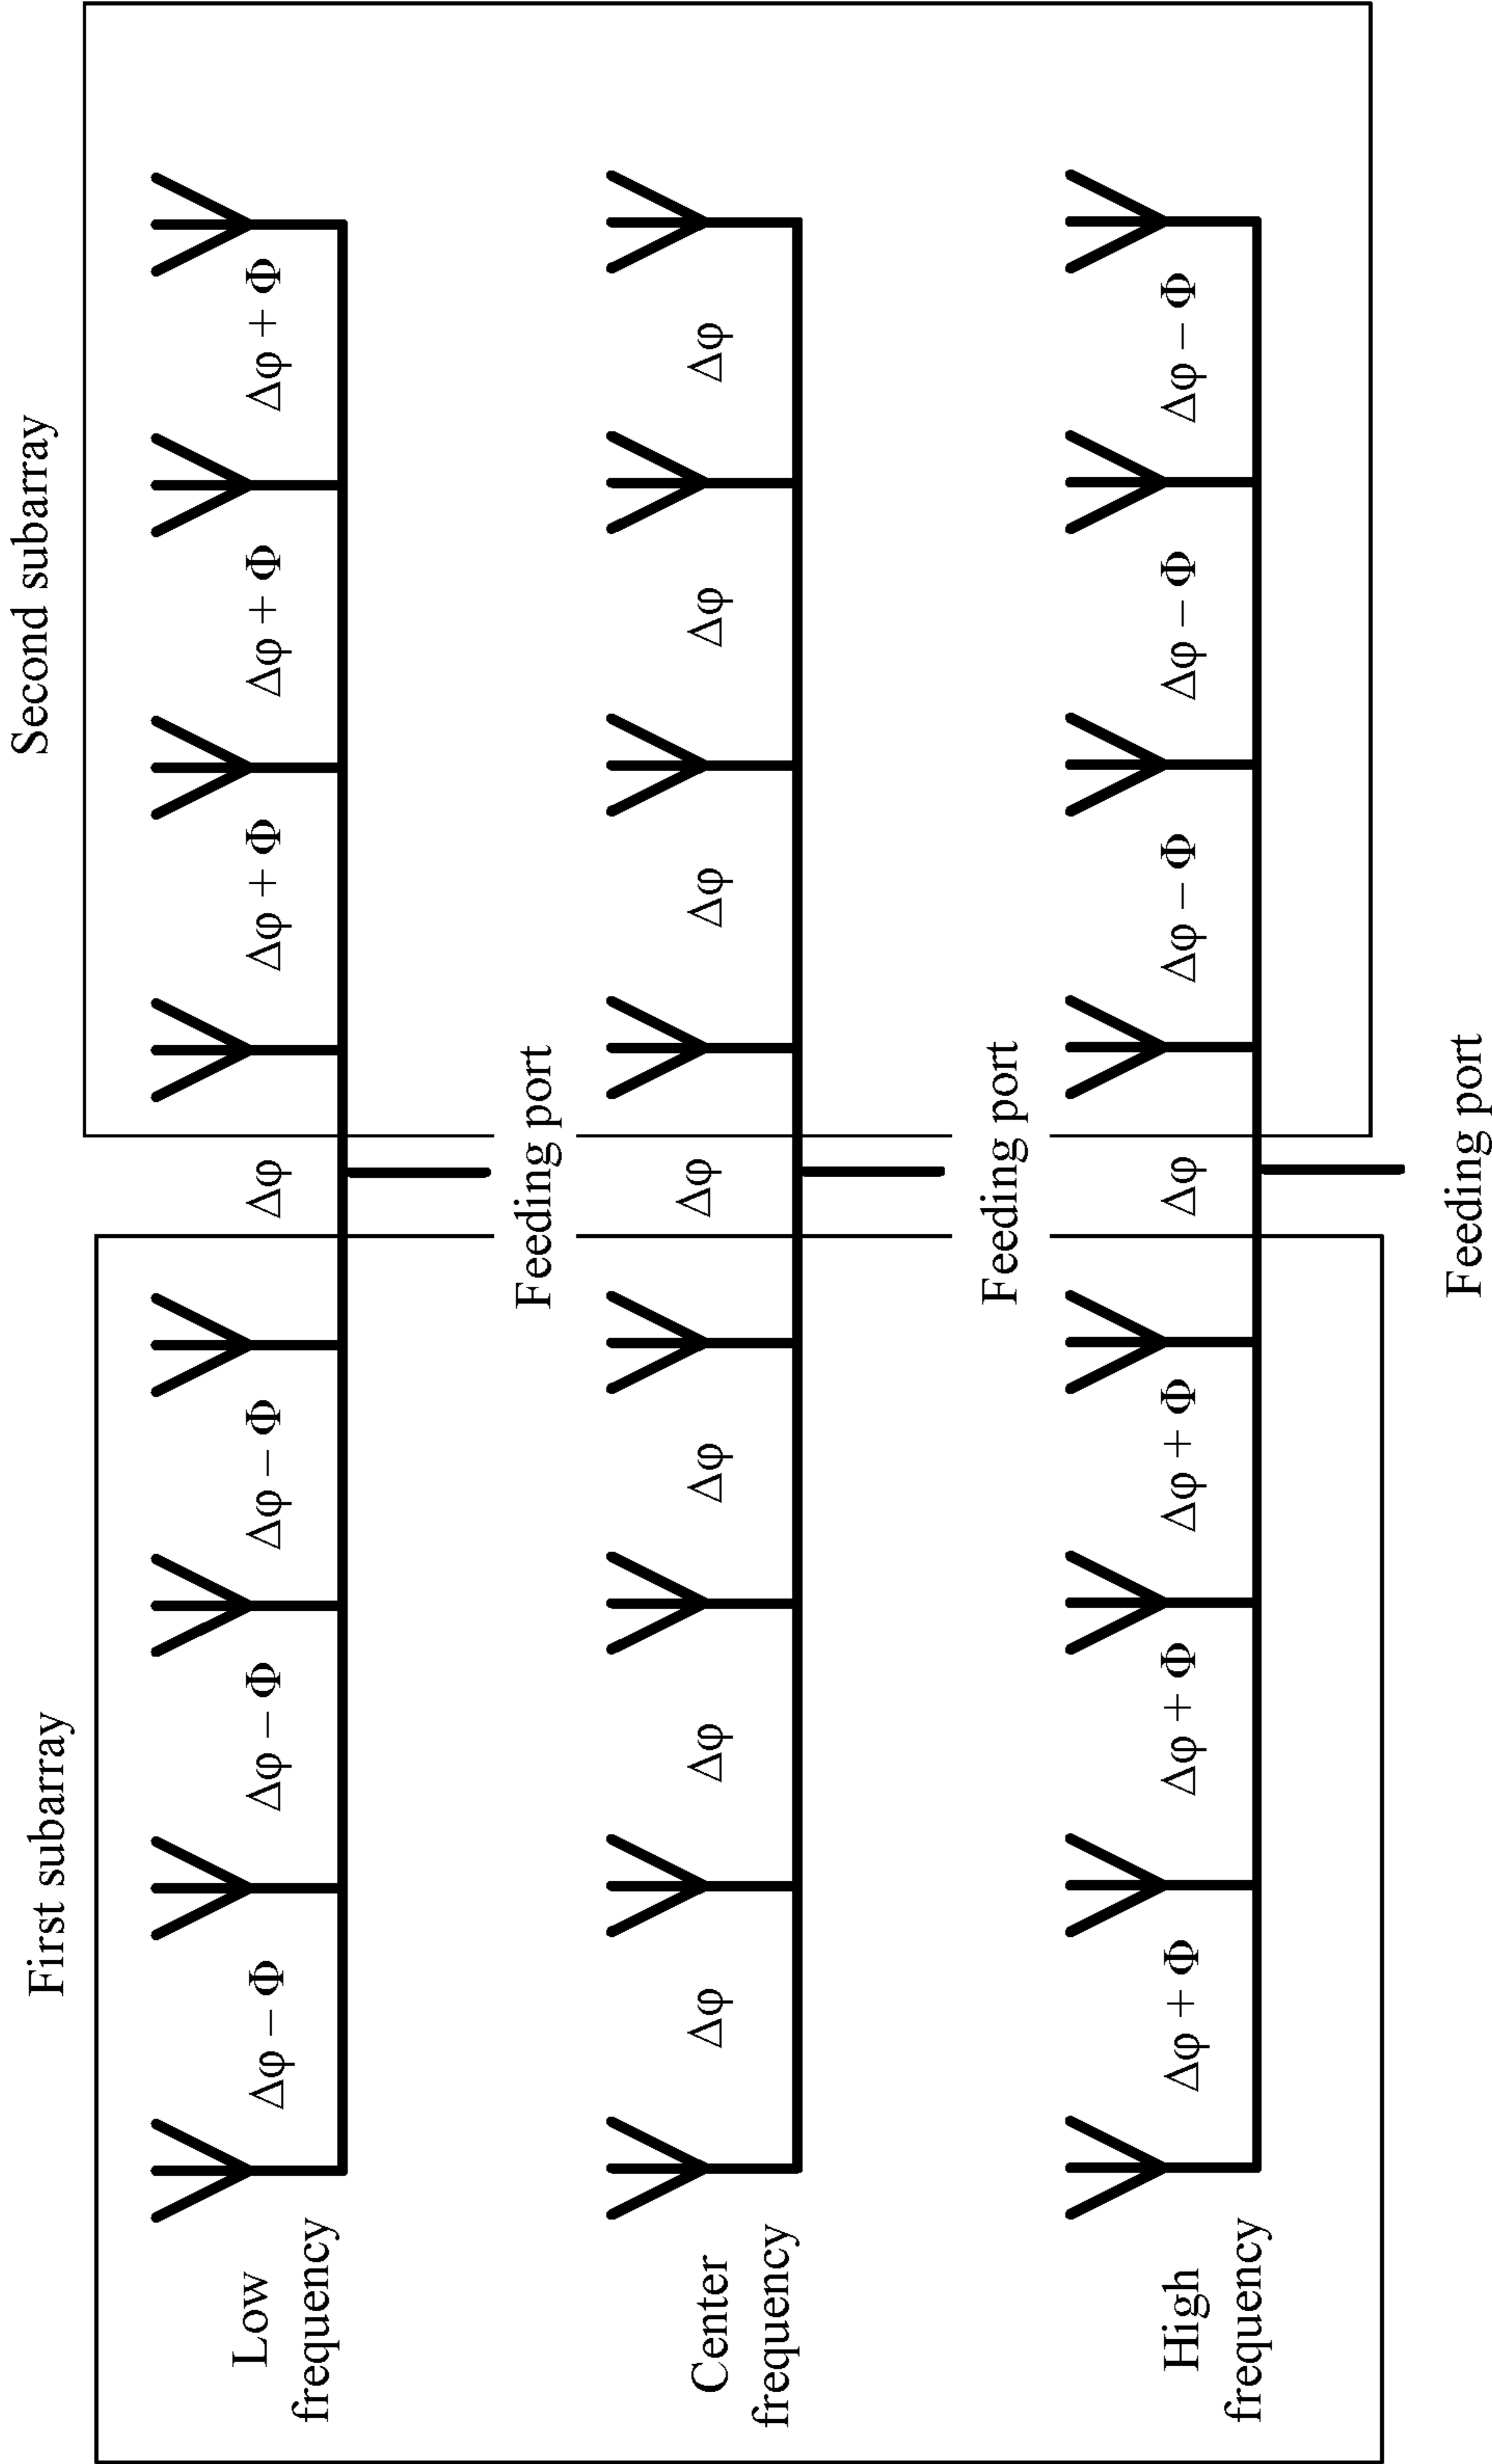 First subarray
Second subarray
Δφ − Φ
Δφ − Φ
Δφ − Φ
Δφ
Δφ + Φ
Δφ + Φ
Δφ + Φ
Low
frequency
Feeding port
Δφ
Δφ
Δφ
Δφ
Δφ
Δφ
Δφ
Center
frequency
Feeding port
Δφ + Φ
Δφ + Φ
Δφ + Φ
Δφ
Δφ − Φ
Δφ − Φ
Δφ − Φ
High
frequency
Feeding port